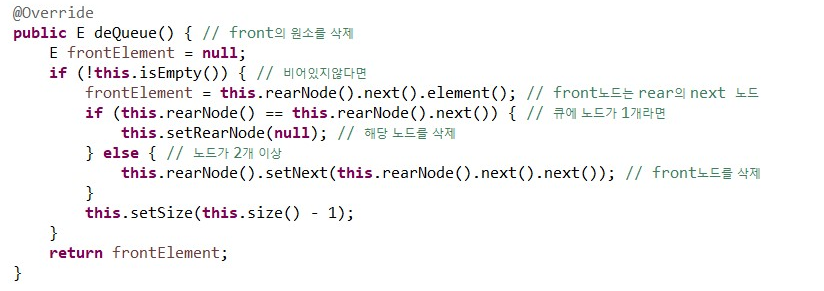 @Override
public E deQueue() { // front의 원소를 삭제
E frontElement = null;
if (!this.isEmpty()) { // 비어있지않다면
frontElement = this.rearNode().next().element(); // front노드는 rear의 next 노드
if (this.rearNode() == this.rearNode().next()) { // 큐에 노드가 1개라면
this.setRearNode(null); // 해당 노드를 삭제
} else { // 노드가 2개 이상
this.rearNode().setNext(this.rearNode().next().next()); // front노드를 삭제
}
this.setSize(this.size() - 1);
}
return frontElement;
}